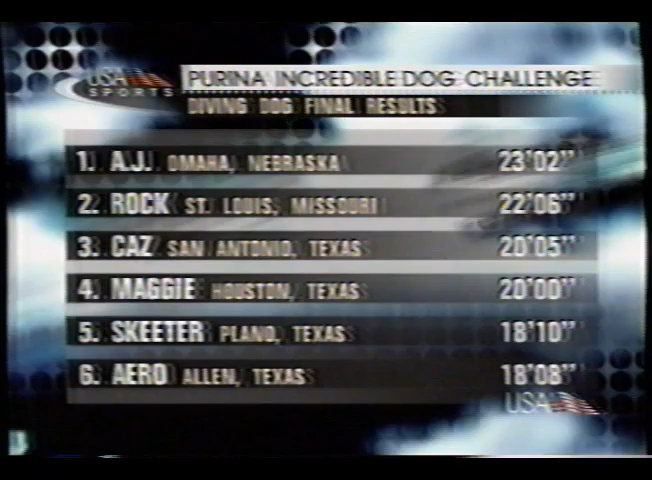 USA
SPORTS
PURINA INCREDIBLE DOG CHALLENGE
DIVING DOG FINAL RESULTS
1. A.J. OMAHA, NEBRASKA 23'02"
2. ROCK ST. LOUIS, MISSOURI 22'06"
3. CAZ SAN ANTONIO, TEXAS 20'05"
4. MAGGIE HOUSTON, TEXAS 20'00"
5. SKEETER PLANO, TEXAS 18'10"
6. AERO ALLEN, TEXAS 18'08"
USA